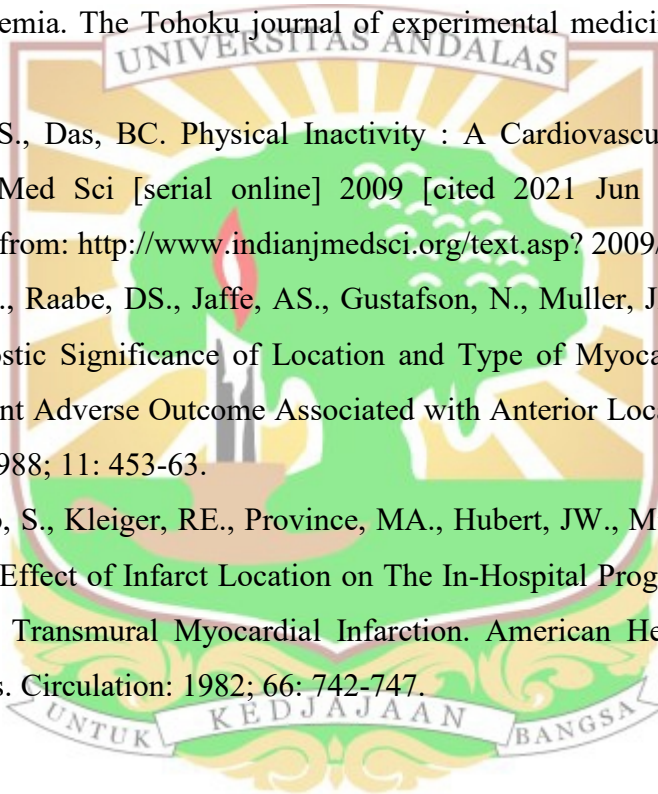 emia. The Tohoku journal of experimental medici
UNIVERSITAS ANDALAS
S., Das, BC. Physical Inactivity : A Cardiovascu
Med Sci [serial online] 2009 [cited 2021 Jun
from: http://www.indianjmedsci.org/text.asp? 2009/
., Raabe, DS., Jaffe, AS., Gustafson, N., Muller, J
ostic Significance of Location and Type of Myoca
nt Adverse Outcome Associated with Anterior Loca
988; 11: 453-63.
o, S., Kleiger, RE., Province, MA., Hubert, JW., M
Effect of Infarct Location on The In-Hospital Prog
Transmural Myocardial Infarction. American He
s. Circulation: 1982; 66: 742-747.
UNTUK KEDJAJAAN BANGSA